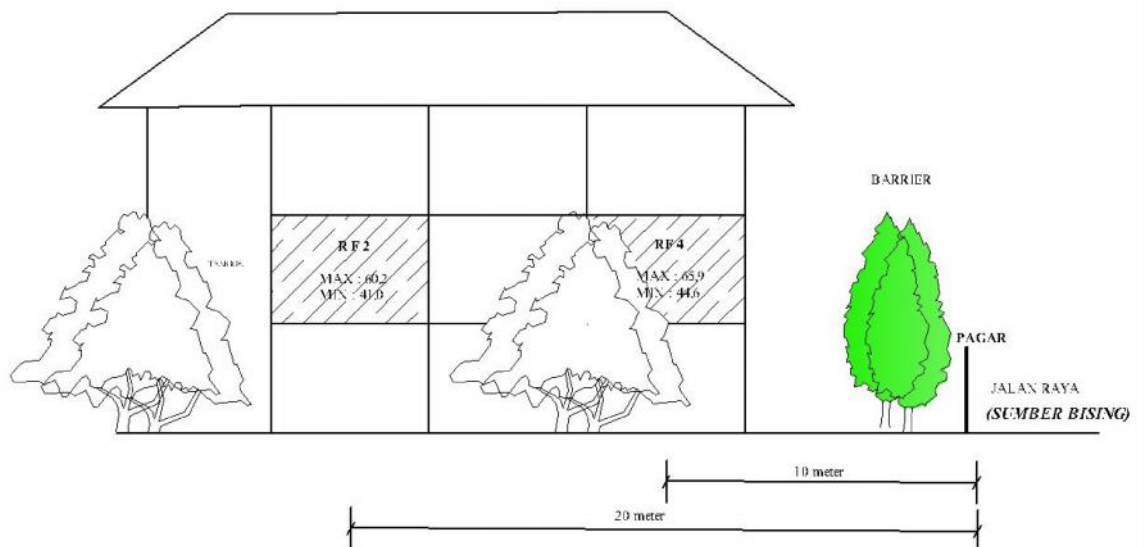 BARRIER
RF2
MAX : 60,2
MIN : 41.0
RF4
MAX : 65,9
MIN : 44.6
PAGAR
JALAN RAYA
(SUMBER BISING)
10 meter
20 meter